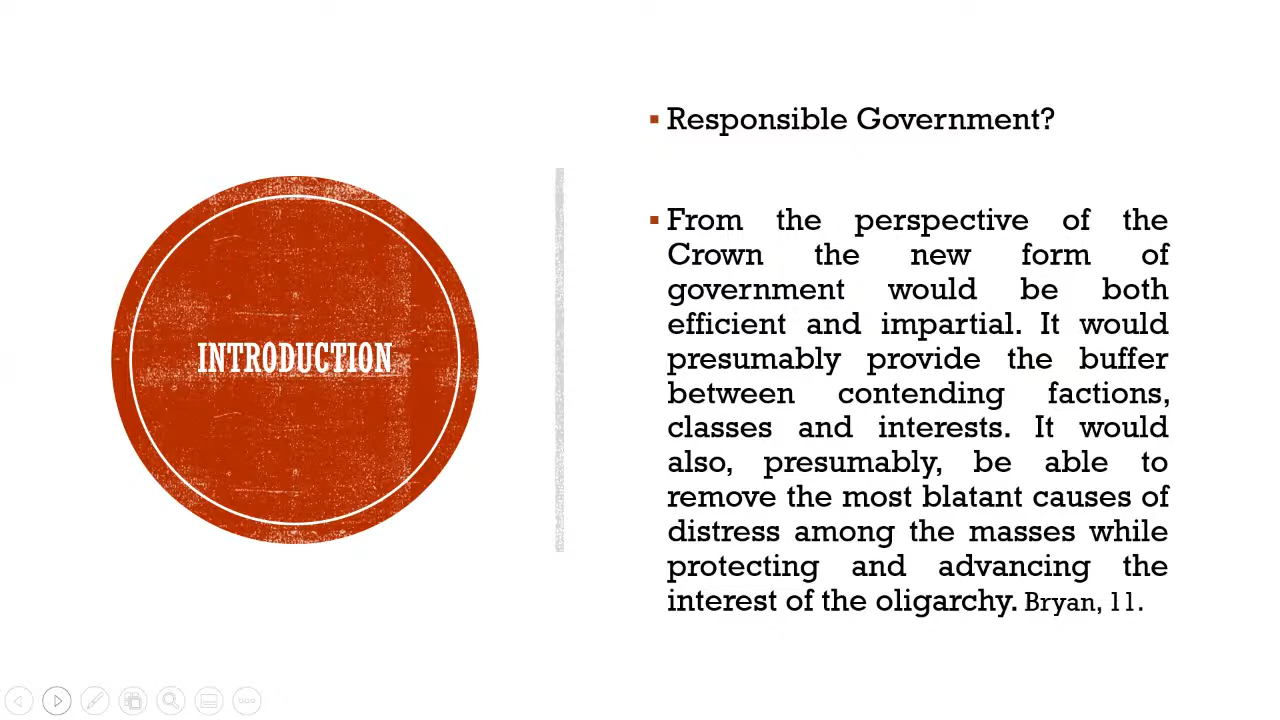 INTRODUCTION
Responsible Government?
From the perspective of the
Crown the new form of
government would be both
efficient and impartial. It would
presumably provide the buffer
between contending factions,
classes and interests. It would
also, presumably, be able to
remove the most blatant causes of
distress among the masses while
protecting and advancing the
interest of the oligarchy. Bryan, 11.